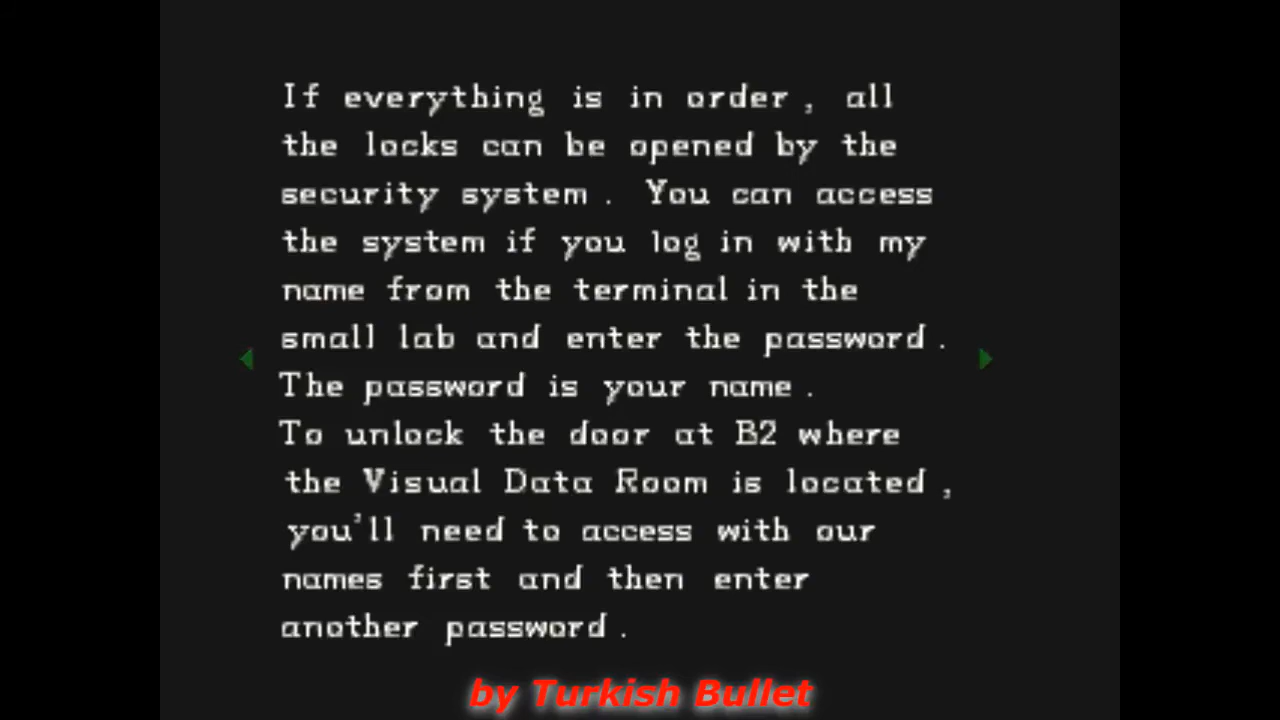 If everything is in order, all
the locks can be opened by the
security system. You can access
the system if you log in with my
name from the terminal in the
small lab and enter the password.
The password is your name.
To unlock the door at B2 where
the Visual Data Room is located,
you'll need to access with our
names first and then enter
another password.
by Turkish Bullet